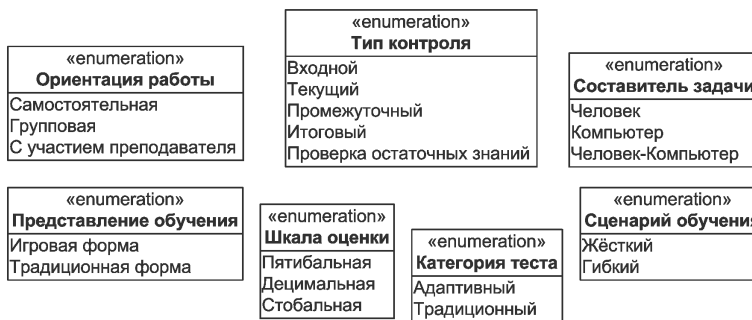 «enumeration»
Ориентация работы
Самостоятельная
Групповая
С участием преподавателя
«enumeration»
Тип контроля
Входной
Текущий
Промежуточный
Итоговый
Проверка остаточных знаний
«enumeration»
Составитель задачи
Человек
Компьютер
Человек-Компьютер
«enumeration»
Представление обучения
Игровая форма
Традиционная форма
«enumeration»
Шкала оценки
Пятибальная
Децимальная
Стобальная
«enumeration»
Категория теста
Адаптивный
Традиционный
«enumeration»
Сценарий обучения
Жёсткий
Гибкий